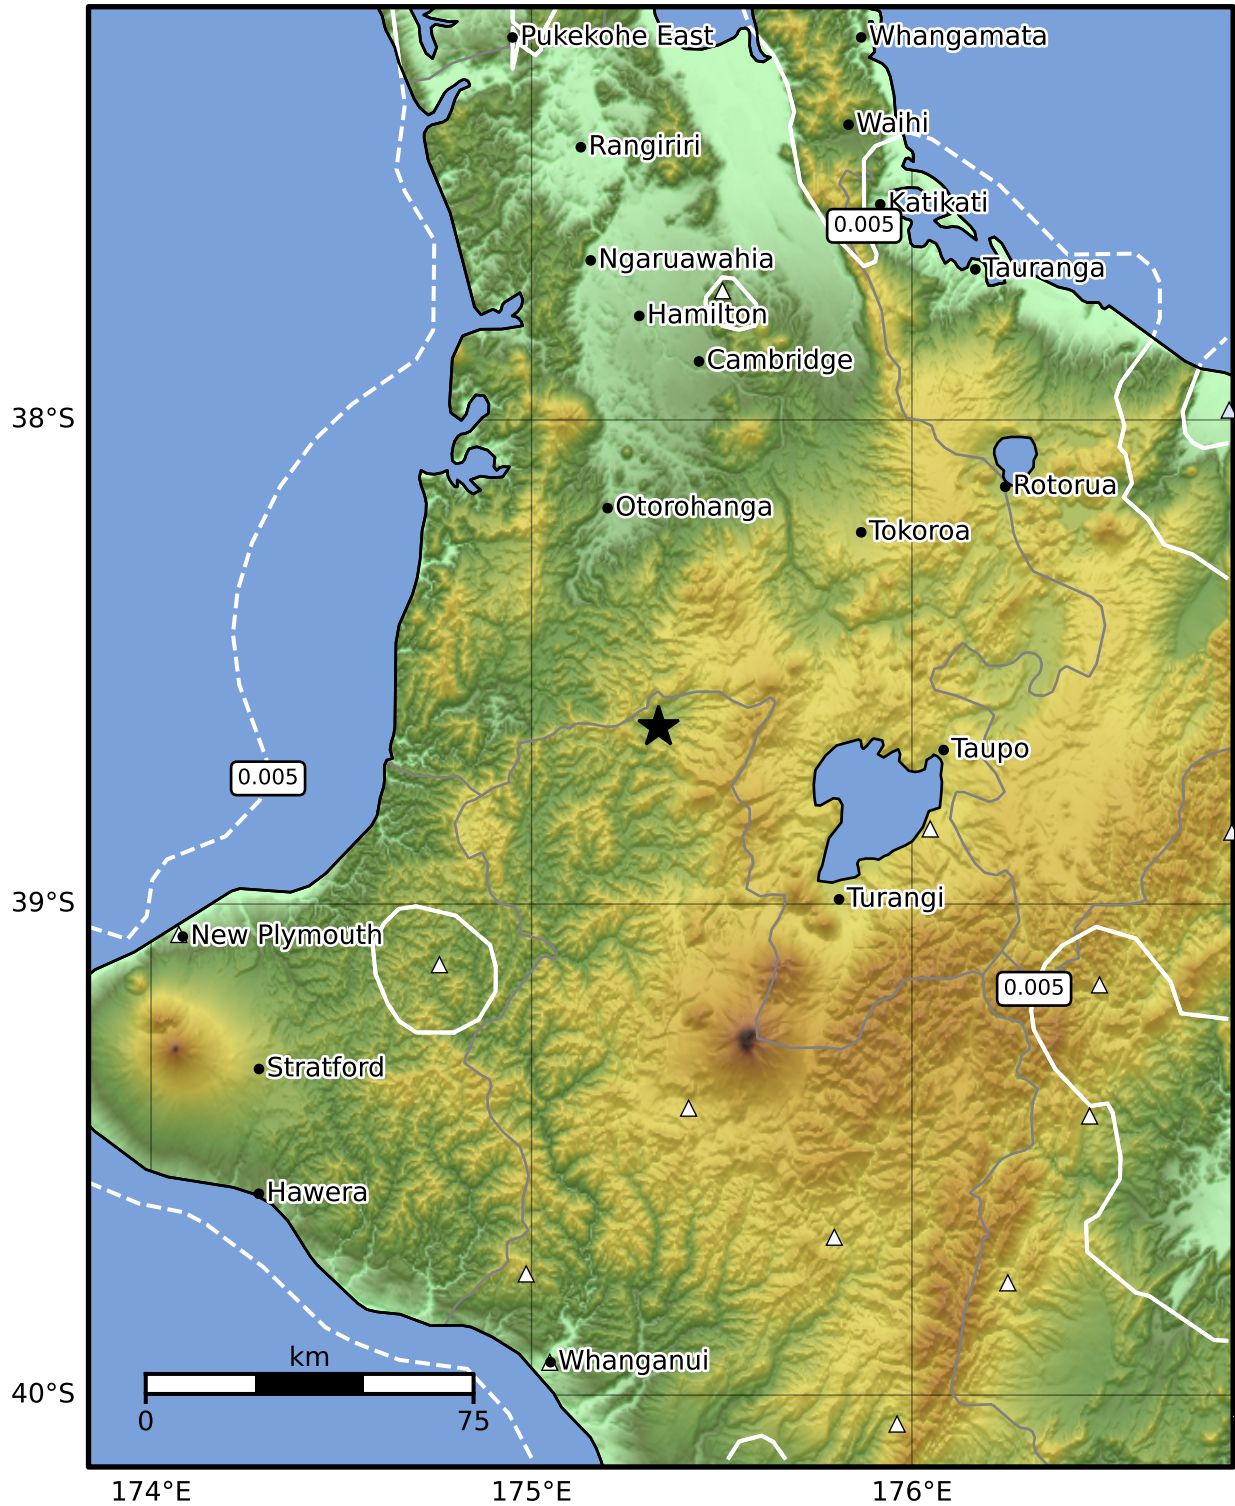 Pukekohe East
Whangamata
Waihi
Rangiriri
Katikati
0.005
Ngaruawahia
Tauranga
Hamilton
Cambridge
38°S
Rotorua
Otorohanga
Tokoroa
Taupo
0.005
Turangi
39°S
New Plymouth
0.005
Stratford
Hawera
Whanganui
km
40°S
0
75
174°E
175°E
176°E